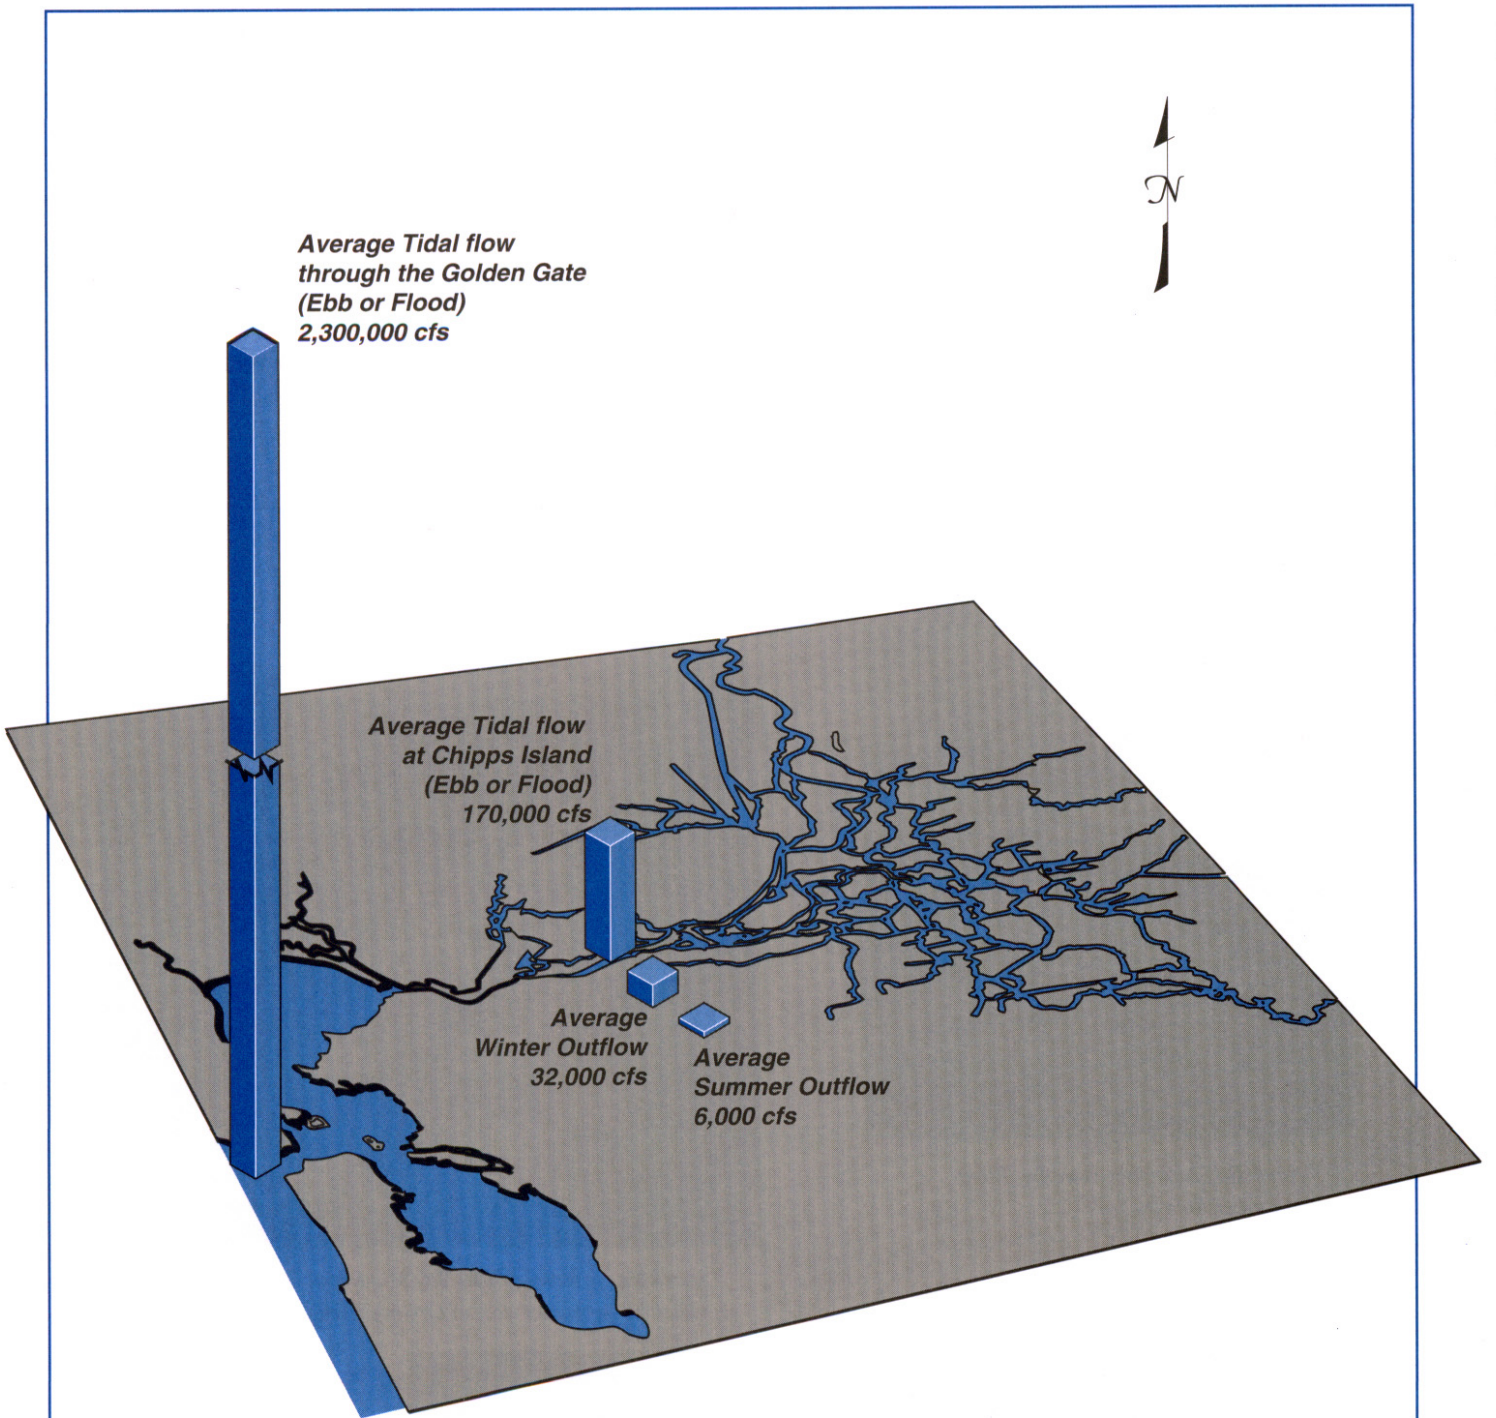 N
Average Tidal flow
through the Golden Gate
(Ebb or Flood)
2,300,000 cfs
Average Tidal flow
at Chipps Island
(Ebb or Flood)
170,000 cfs
Average
Winter Outflow
32,000 cfs
Average
Summer Outflow
6,000 cfs